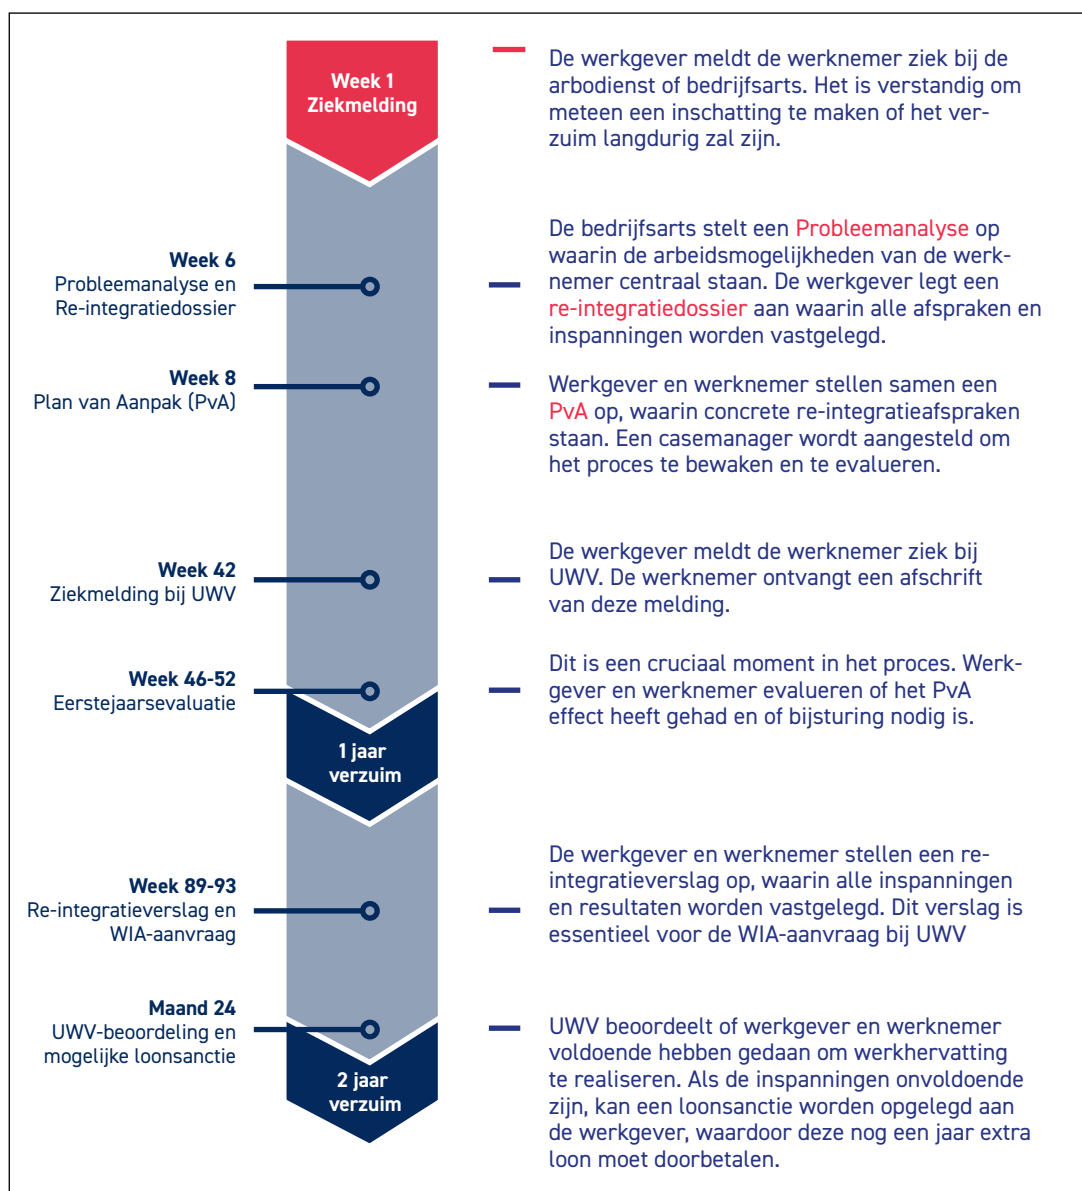 Week 1
Ziekmelding
De werkgever meldt de werknemer ziek bij de
arbodienst of bedrijfsarts. Het is verstandig om
meteen een inschatting te maken of het ver-
zuim langdurig zal zijn.
Week 6
Probleemanalyse en
Re-integratiedossier
De bedrijfsarts stelt een Probleemanalyse op
waarin de arbeidsmogelijkheden van de werk-
nemer centraal staan. De werkgever legt een
re-integratiedossier aan waarin alle afspraken en
inspanningen worden vastgelegd.
Week 8
Plan van Aanpak (PvA)
Werkgever en werknemer stellen samen een
PvA op, waarin concrete re-integratieafspraken
staan. Een casemanager wordt aangesteld om
het proces te bewaken en te evalueren.
Week 42
Ziekmelding bij UWV
De werkgever meldt de werknemer ziek bij
UWV. De werknemer ontvangt een afschrift
van deze melding.
Week 46-52
Eerstejaarsevaluatie
Dit is een cruciaal moment in het proces. Werk-
gever en werknemer evalueren of het PvA
effect heeft gehad en of bijsturing nodig is.
1 jaar
verzuim
Week 89-93
Re-integratieverslag en
WIA-aanvraag
De werkgever en werknemer stellen een re-
integratieverslag op, waarin alle inspanningen
en resultaten worden vastgelegd. Dit verslag is
essentieel voor de WIA-aanvraag bij UWV
Maand 24
UWV-beoordeling en
mogelijke loonsanctie
UWV beoordeelt of werkgever en werknemer
voldoende hebben gedaan om werkhervatting
te realiseren. Als de inspanningen onvoldoende
zijn, kan een loonsanctie worden opgelegd aan
de werkgever, waardoor deze nog een jaar extra
loon moet doorbetalen.
2 jaar
verzuim